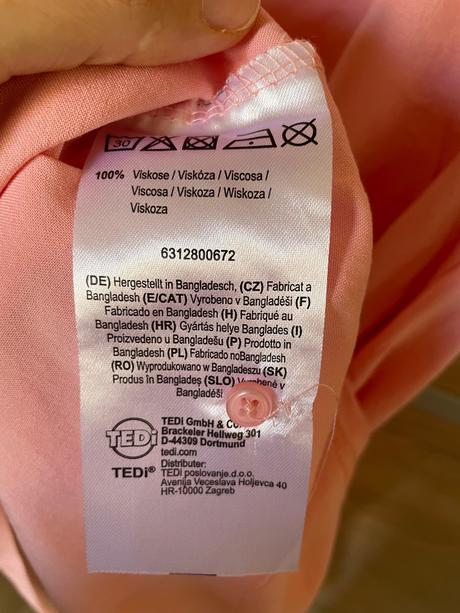 30
100% Viskose / Viskóza / Viscosa /
Viscosa / Viskoza / Wiskoza /
Viskoza
6312800672
(DE) Hergestellt in Bangladesch, (CZ) Fabricat a
Bangladesh (E/CAT) Vyrobeno v Bangladéši (F)
Fabricado en Bangladesh (H) Fabriqué au
Bangladesh (HR) Gyártás helye Banglades (I)
Proizvedeno u Bangladešu (P) Prodotto in
Bangladesh (PL) Fabricado noBangladesh
(RO) Wyprodukowano w Bangladeszu (SK)
Produs în Bangladeș (SLO) v
Bangladéši
TEDi
TEDi GmbH &
Brackeler Hellweg 301
D-44309 Dortmund
tedi.com
TEDi®
Distributer:
TEDI poslovanje.d.o.o.
Avenija Veceslava Holjevca 40
HR-10000 Zagreb